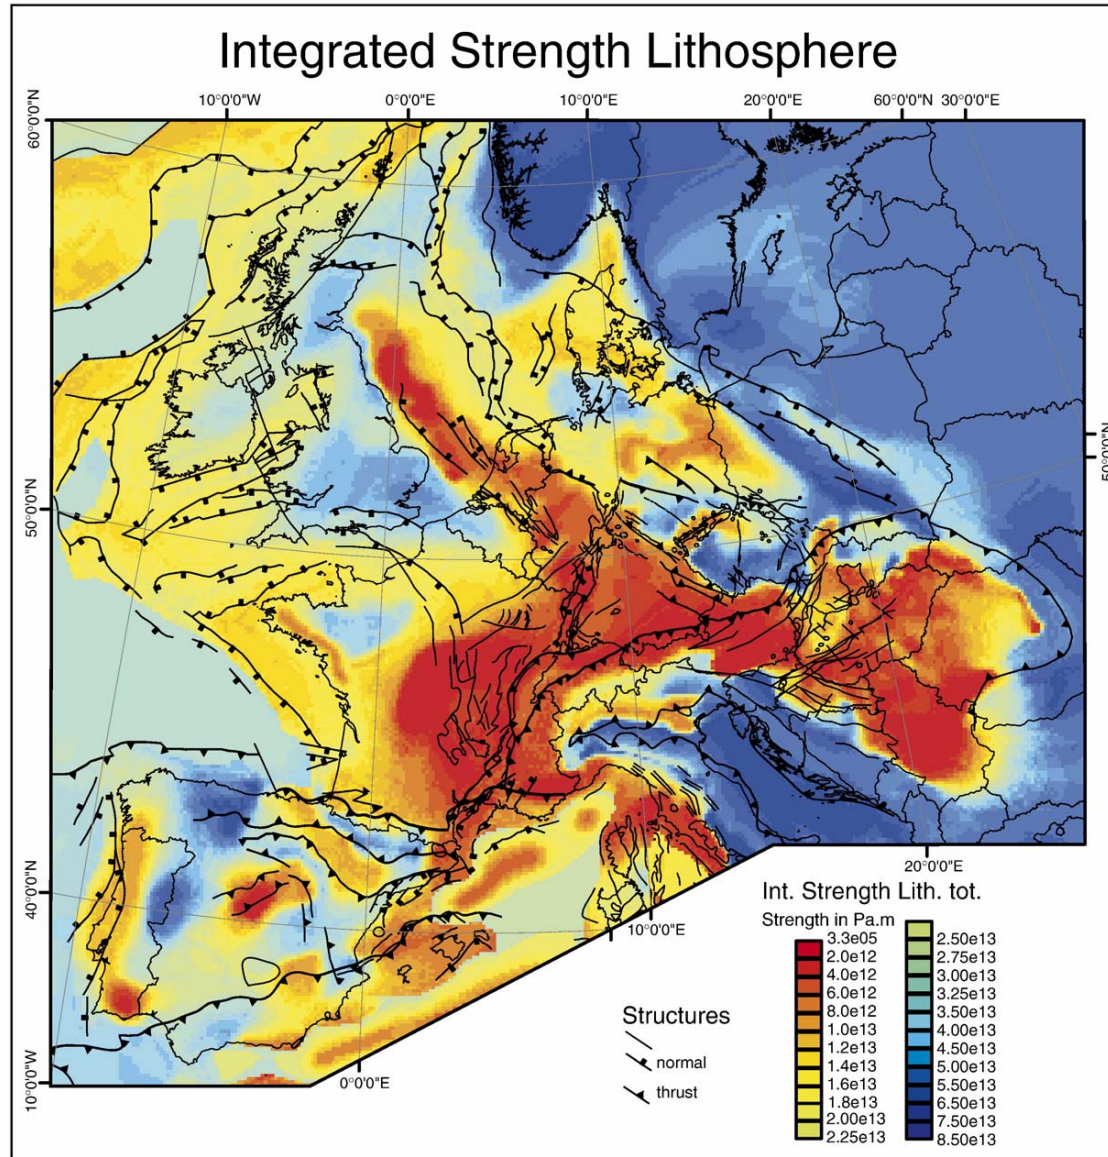 Integrated Strength Lithosphere
10°0'0"W 0°0'0"E 10°0'0"E 20°0'0"E 60°0'0"N 30°0'0"E
60°0'0"N
50°0'0"N
50°0'0"N
40°0'0"N
10°0'0"W
0°0'0"E
10°0'0"E
20°0'0"E
Int. Strength Lith. tot.
Strength in Pa.m
3.3e05
2.0e12
4.0e12
6.0e12
8.0e12
1.0e13
1.2e13
1.4e13
1.6e13
1.8e13
2.00e13
2.25e13
2.50e13
2.75e13
3.00e13
3.25e13
3.50e13
4.00e13
4.50e13
5.00e13
5.50e13
6.50e13
7.50e13
8.50e13
Structures
normal
thrust